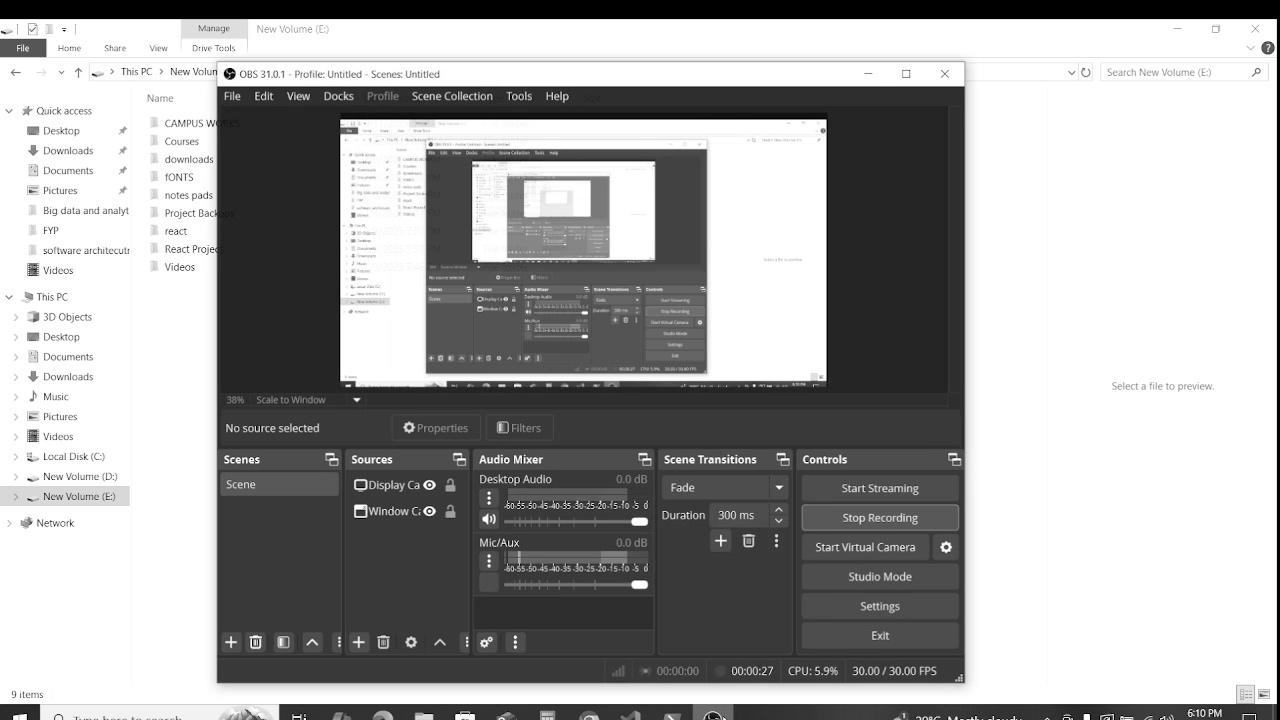 Manage
New Volume (E:)
File
Home
Share
View
Drive Tools
This PC
New Volum
Search New Volume (E:)
OBS 31.0.1 - Profile: Untitled - Scenes: Untitled
File
Edit
View
Docks
Profile
Scene Collection
Tools
Help
Quick access
Desktop
Downloads
Documents
Pictures
Big data and analyt
FYP
software architectur
Videos
This PC
3D Objects
Desktop
Documents
Downloads
Music
Pictures
Videos
Local Disk (C:)
New Volume (D:)
New Volume (E:)
Network
Name
CAMPUS WORKS
Courses
downloads
fONTS
notes pads
Project Backups
react
React Project
Videos
Select a file to preview.
38%
Scale to Window
No source selected
Properties
Filters
Scenes
Scene
Sources
Display Ca
Window Ca
Audio Mixer
Desktop Audio
0.0 dB
-60-55-50-45-40-35-30-25-20-15-10-5 0
Mic/Aux
0.0 dB
-60-55-50-45-40-35-30-25-20-15-10-5 0
Scene Transitions
Fade
Duration
300 ms
Controls
Start Streaming
Stop Recording
Start Virtual Camera
Studio Mode
Settings
Exit
00:00:00
00:00:27
CPU: 5.9%
30.00 / 30.00 FPS
9 items
Type here to search
6:10 PM